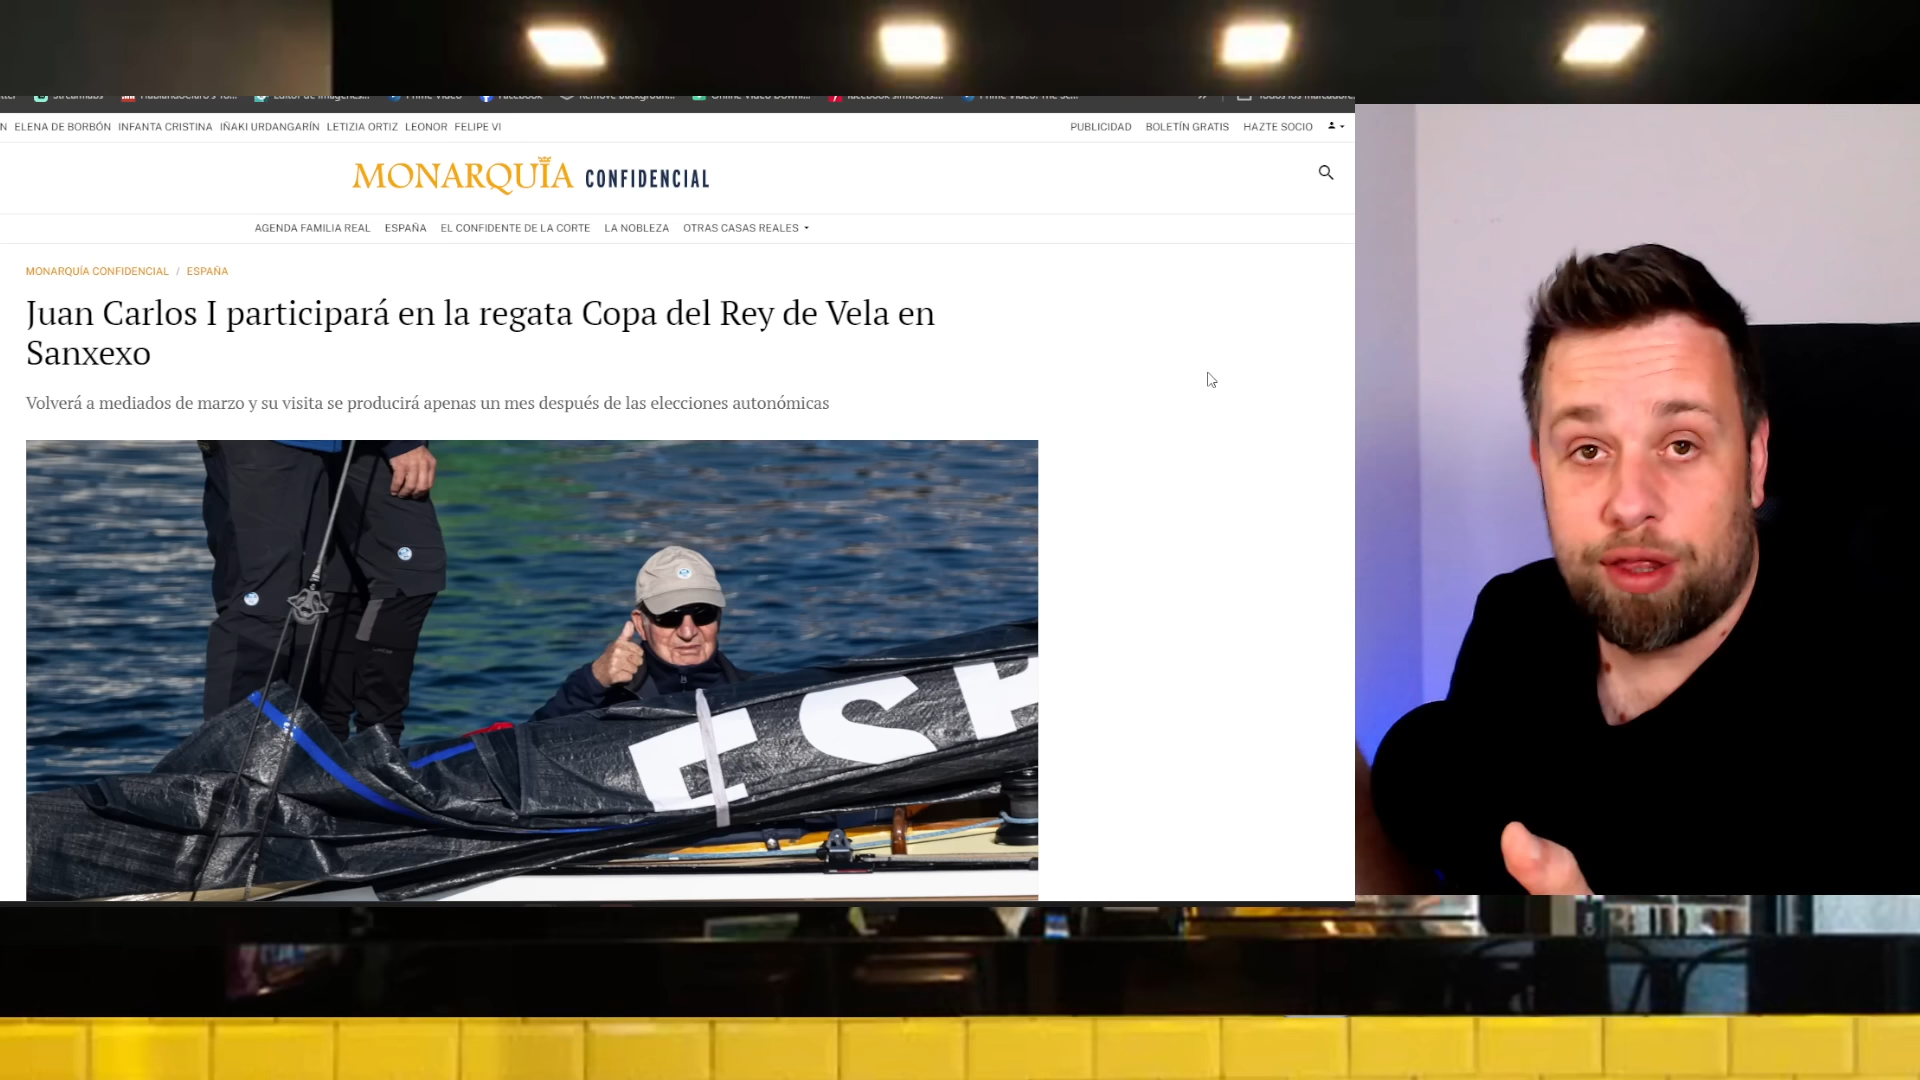 ELENA DE BORBÓN INFANTA CRISTINA IÑAKI URDANGARÍN LETIZIA ORTIZ LEONOR FELIPE VI
PUBLICIDAD BOLETÍN GRATIS HAZTE SOCIO
MONARQUÍA CONFIDENCIAL
AGENDA FAMILIA REAL ESPAÑA EL CONFIDENTE DE LA CORTE LA NOBLEZA OTRAS CASAS REALES
MONARQUÍA CONFIDENCIAL / ESPAÑA
Juan Carlos I participará en la regata Copa del Rey de Vela en
Sanxexo
Volverá a mediados de marzo y su visita se producirá apenas un mes después de las elecciones autonómicas